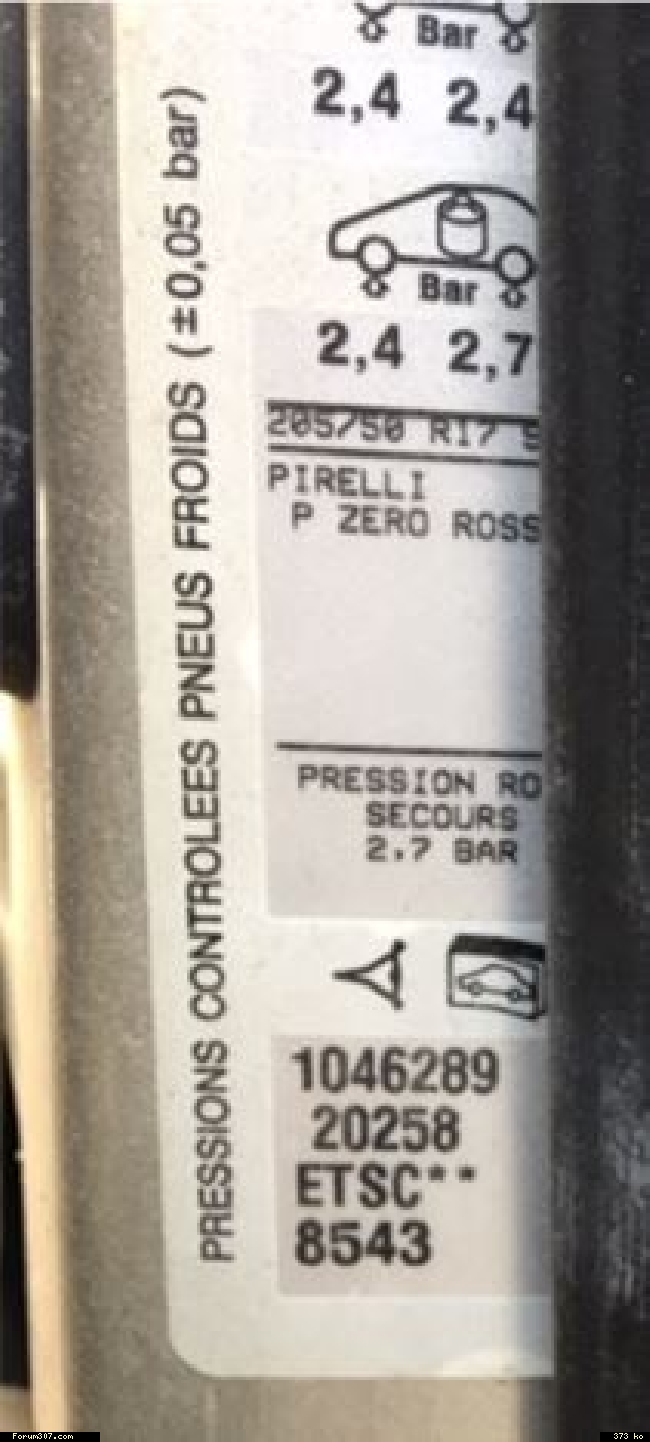 Bar
2,4 2,4
Bar
2,4 2,7
205/50 R17
PIRELLI
P ZERO ROSS
PRESSION RO
SECOURS
2.7 BAR
1046289
20258
ETSC**
8543
PRESSIONS CONTROLEES PNEUS FROIDS (±0,05 bar)
Forum307.com
373 ko